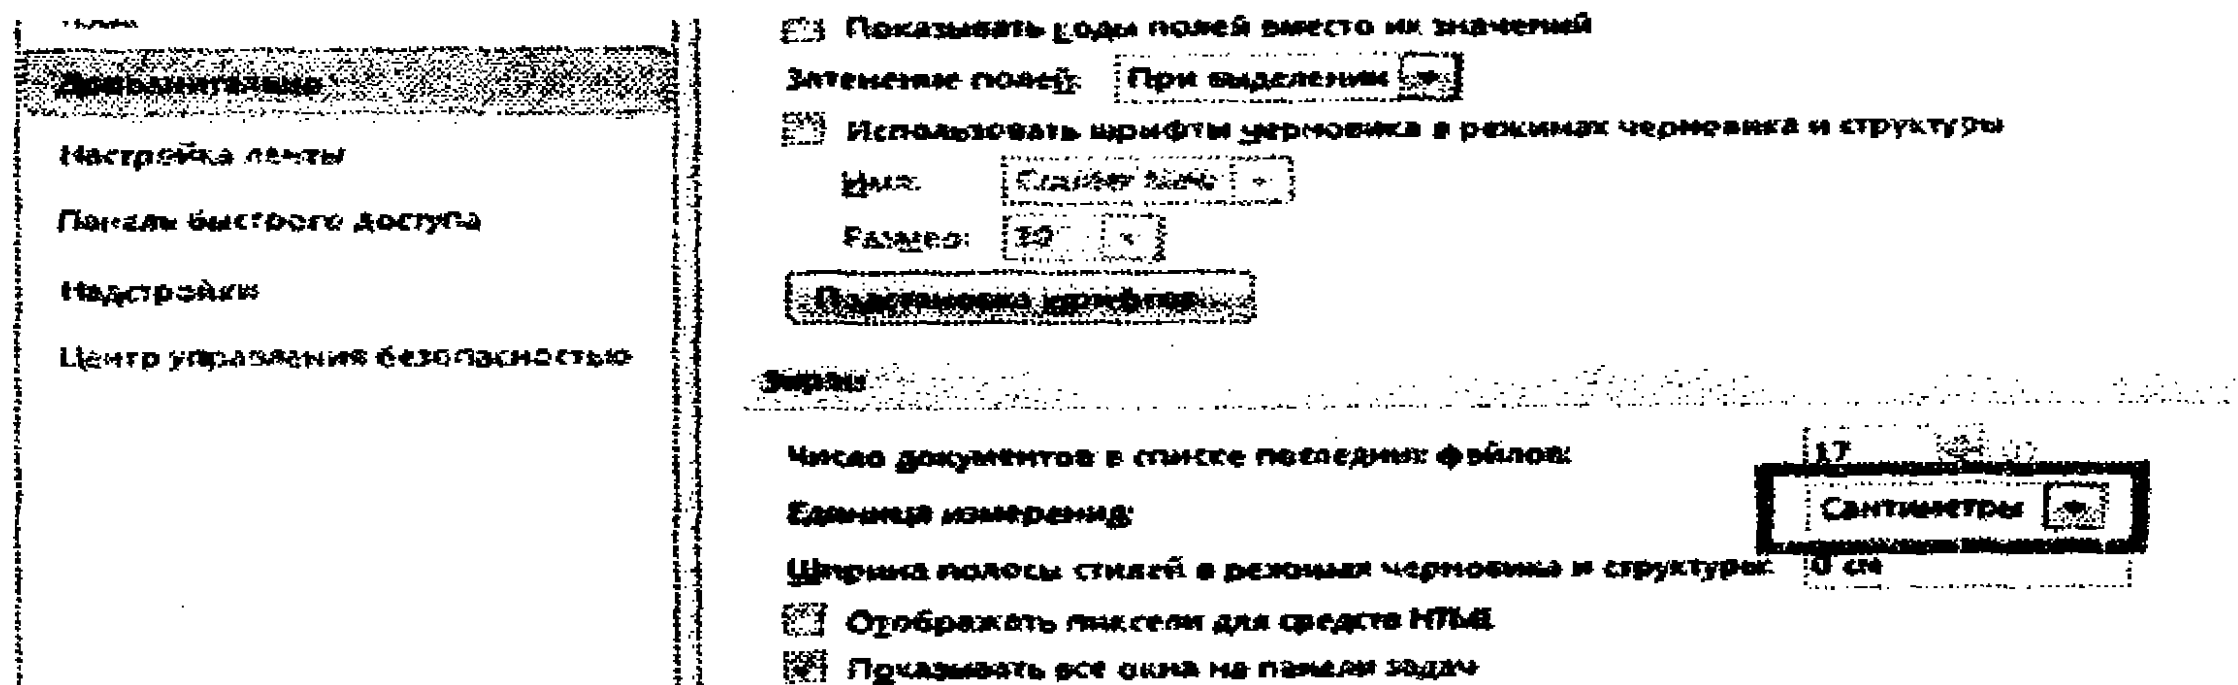 Дополнительно
Настройка ленты
Панель быстрого доступа
Надстройки
Центр управления безопасностью
Показывать коды полей вместо их значений
Затенение полей: При выделении
Использовать шрифты черновика в режимах черновика и структуры
Имя: Courier New
Размер: 10
Подстановка шрифтов...
Экран
Число документов в списке последних файлов: 17
Единица измерения: Сантиметры
Ширина полосы стилей в режимах черновика и структуры: 0 см
Отображать пиксели для средств HTML
Показывать все окна на панели задач